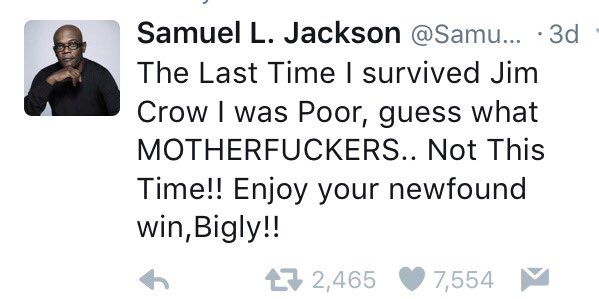 Samuel L. Jackson @Samu... · 3d
The Last Time I survived Jim
Crow I was Poor, guess what
MOTHERFUCKERS.. Not This
Time!! Enjoy your newfound
win,Bigly!!
2,465 7,554